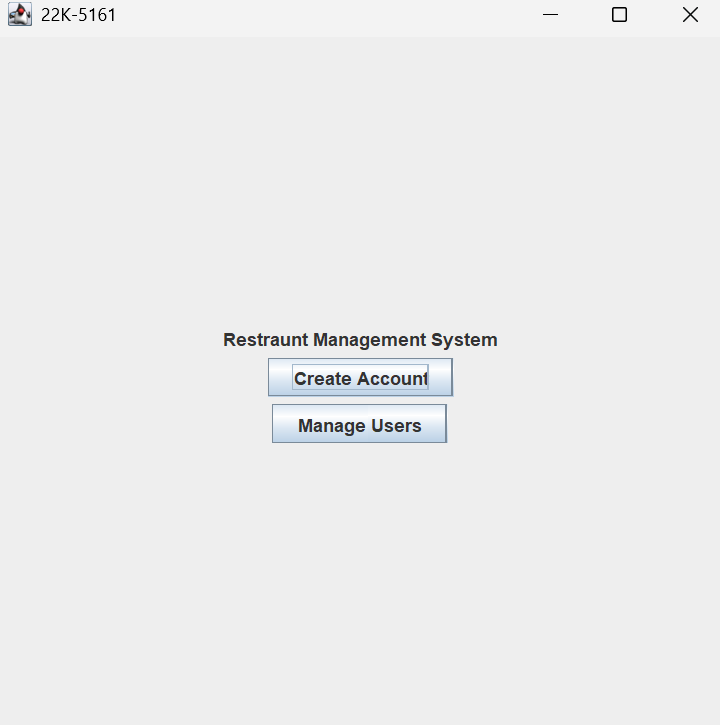 22K-5161
Restraunt Management System
Create Account
Manage Users